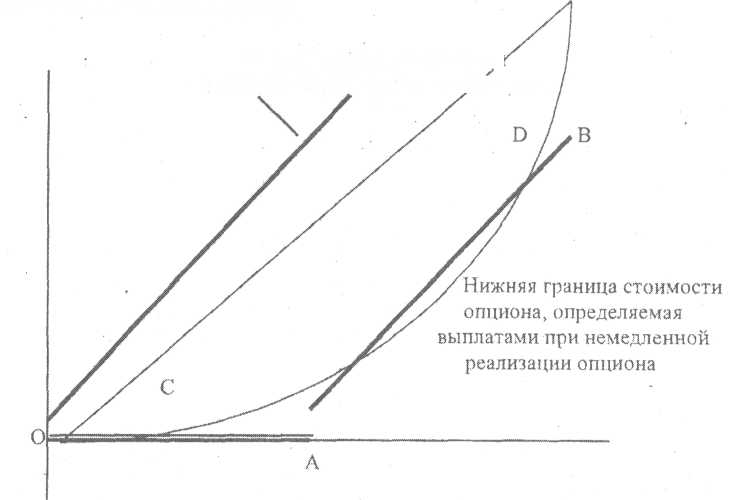 D
B
Нижняя граница стоимости
опциона, определяемая
выплатами при немедленной
реализации опциона
C
O
A